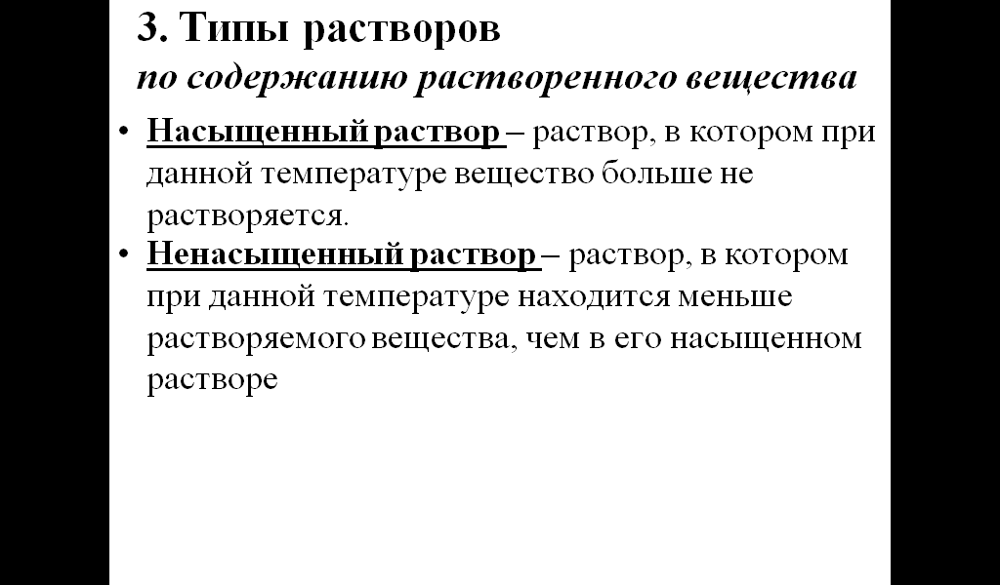 3. Типы растворов
по содержанию растворенного вещества
• Насыщенный раствор – раствор, в котором при
данной температуре вещество больше не
растворяется.
• Ненасыщенный раствор – раствор, в котором
при данной температуре находится меньше
растворяемого вещества, чем в его насыщенном
растворе